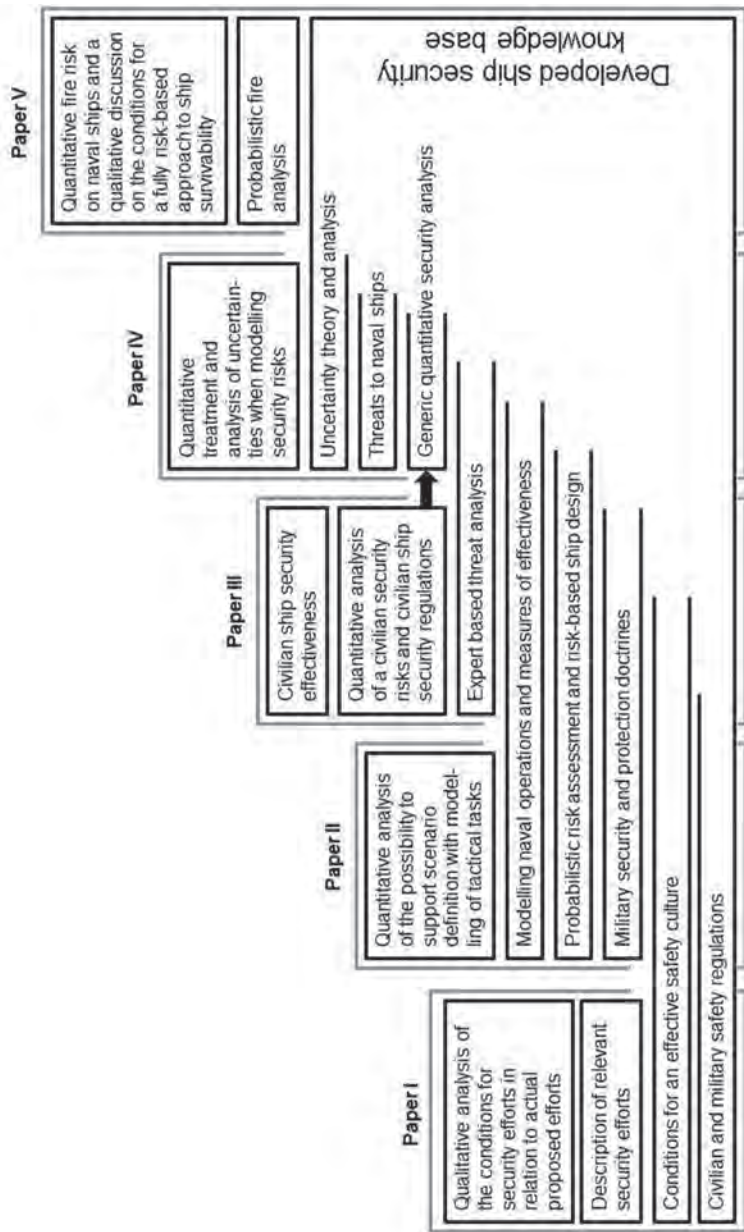 Paper I
Qualitative analysis of
the conditions for
security efforts in
relation to actual
proposed efforts
Description of relevant
security efforts
Conditions for an effective safety culture
Civilian and military safety regulations
Paper II
Quantitative analysis
of the possibility to
support scenario
definition with model-
ling of tactical tasks
Modelling naval operations and measures of effectiveness
Probabilistic risk assessment and risk-based ship design
Military security and protection doctrines
Paper III
Civilian ship security
effectiveness
Quantitative analysis
of a civilian security
risks and civilian ship
security regulations
Expert based threat analysis
Paper IV
Quantitative
treatment and
analysis of uncertain-
ties when modelling
security risks
Uncertainty theory and analysis
Threats to naval ships
Generic quantitative security analysis
Paper V
Quantitative fire risk
on naval ships and a
qualitative discussion
on the conditions for
a fully risk-based
approach to ship
survivability
Probabilistic fire
analysis
Developed ship security
knowledge base